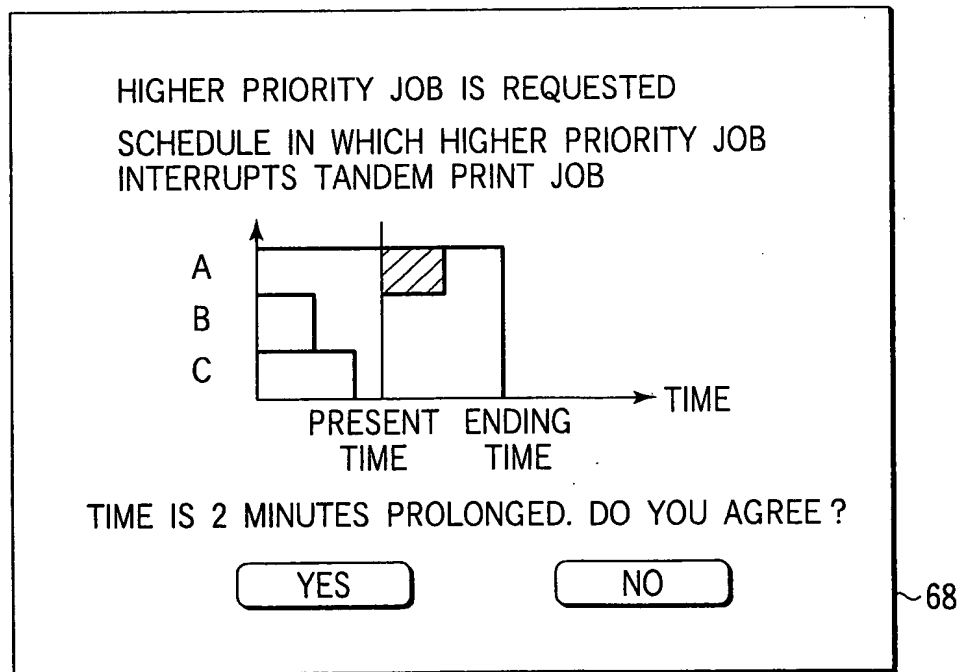 HIGHER PRIORITY JOB IS REQUESTED
SCHEDULE IN WHICH HIGHER PRIORITY JOB
INTERRUPTS TANDEM PRINT JOB
A
B
C
TIME
PRESENT TIME
ENDING TIME
TIME IS 2 MINUTES PROLONGED. DO YOU AGREE ?
YES
NO
68